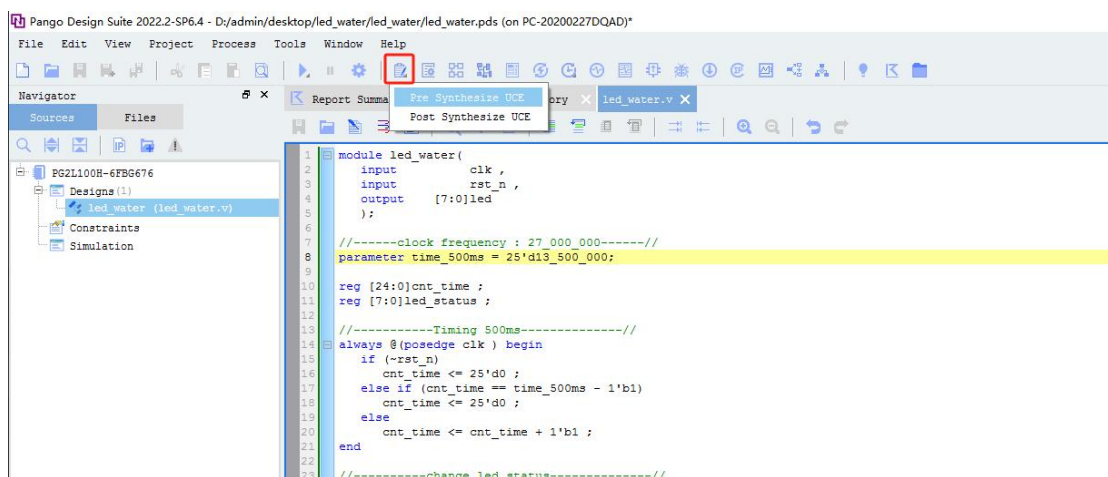 Pango Design Suite 2022.2-SP6.4 - D:/admin/desktop/led_water/led_water/led_water.pds (on PC-20200227DQAD)*
File Edit View Project Process Tools Window Help
Navigator
Report Summa
Pre Synthesize UCE
ory
led_water.v
Sources Files
Post Synthesize UCE
IP
PG2L100H-6FBG676
Designs(1)
led_water (led_water.v)
Constraints
Simulation
1 module led_water(
2 input clk ,
3 input rst_n ,
4 output [7:0]led
5 );
6
7 //------clock frequency : 27_000_000------//
8 parameter time_500ms = 25'd13_500_000;
9
10 reg [24:0]cnt_time ;
11 reg [7:0]led_status ;
12
13 //-----------Timing 500ms--------------//
14 always @(posedge clk ) begin
15 if (~rst_n)
16 cnt_time <= 25'd0 ;
17 else if (cnt_time == time_500ms - 1'b1)
18 cnt_time <= 25'd0 ;
19 else
20 cnt_time <= cnt_time + 1'b1 ;
21 end
22
23 //----------change led status--------------//